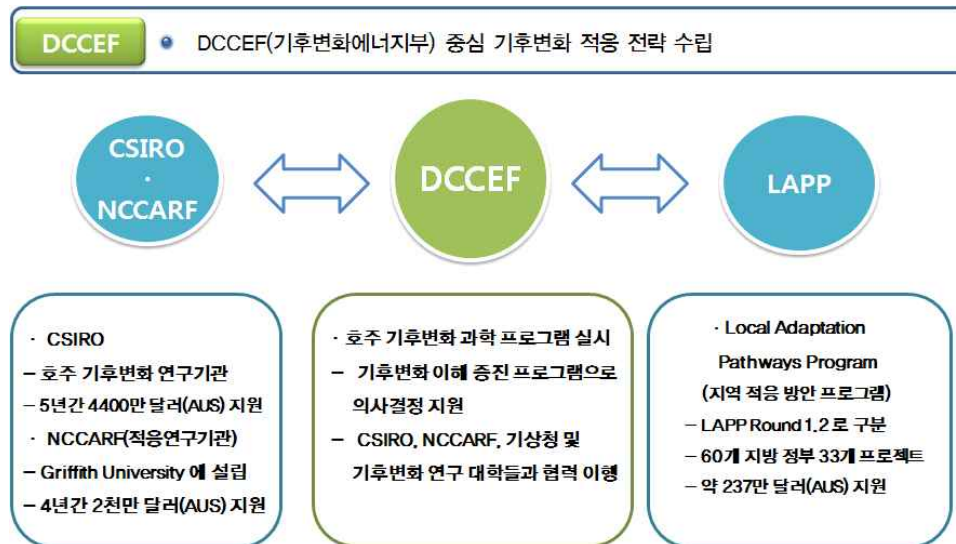 DCCEF
DCCEF(기후변화에너지부) 중심 기후변화 적응 전략 수립
CSIRO
·
NCCARF
DCCEF
LAPP
· CSIRO
– 호주 기후변화 연구기관
– 5년간 4400만 달러(AUS) 지원
· NCCARF(적응연구기관)
– Griffith University 에 설립
– 4년간 2천만 달러(AUS) 지원
· 호주 기후변화 과학 프로그램 실시
– 기후변화 이해 증진 프로그램으로
의사결정 지원
– CSIRO, NCCARF, 기상청 및
기후변화 연구 대학들과 협력 이행
· Local Adaptation
Pathways Program
(지역 적응 방안 프로그램)
– LAPP Round 1, 2 로 구분
– 60개 지방 정부 33개 프로젝트
– 약 237만 달러(AUS) 지원